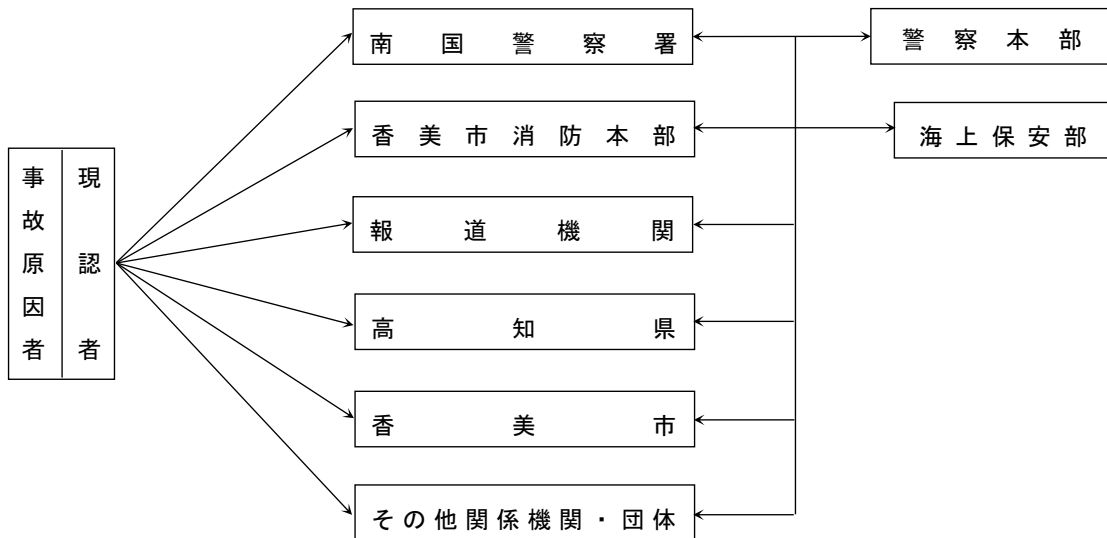 南国警察署
警察本部
香美市消防本部
海上保安部
事故原因者
現認者
報道機関
高知県
香美市
その他関係機関・団体